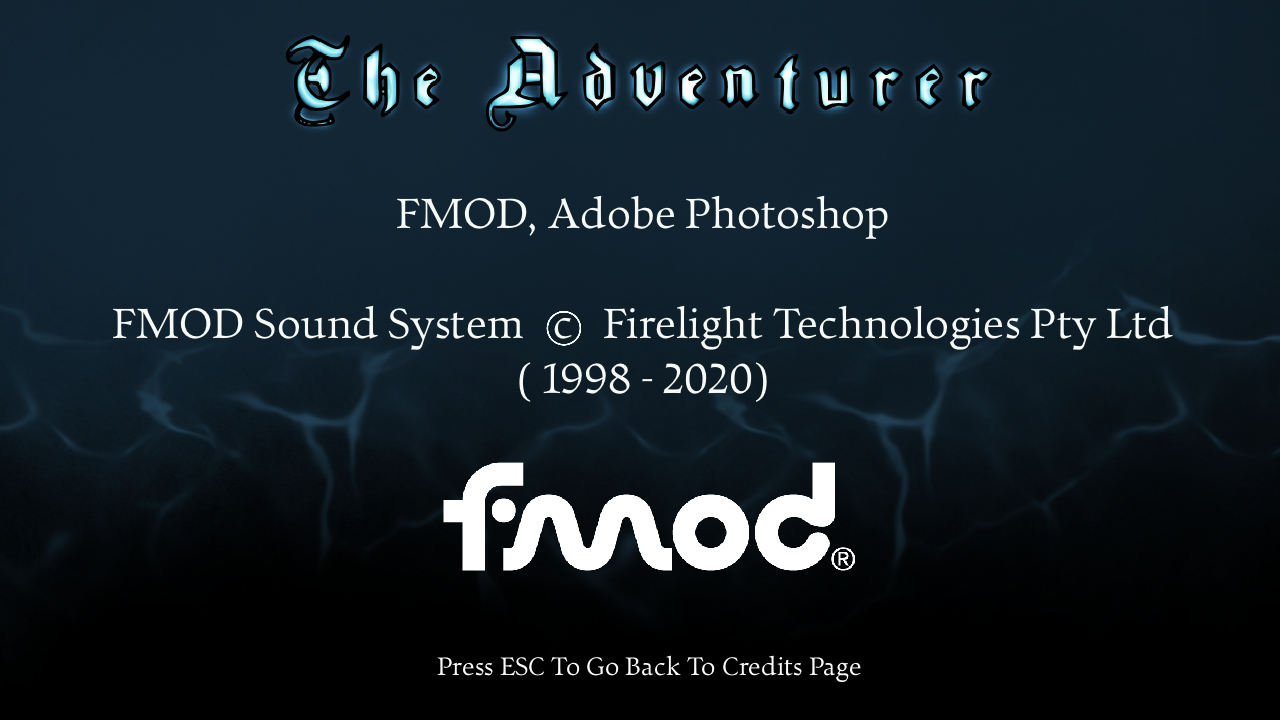 The Adventurer
FMOD, Adobe Photoshop
FMOD Sound System © Firelight Technologies Pty Ltd
( 1998 - 2020)
fmod®
Press ESC To Go Back To Credits Page